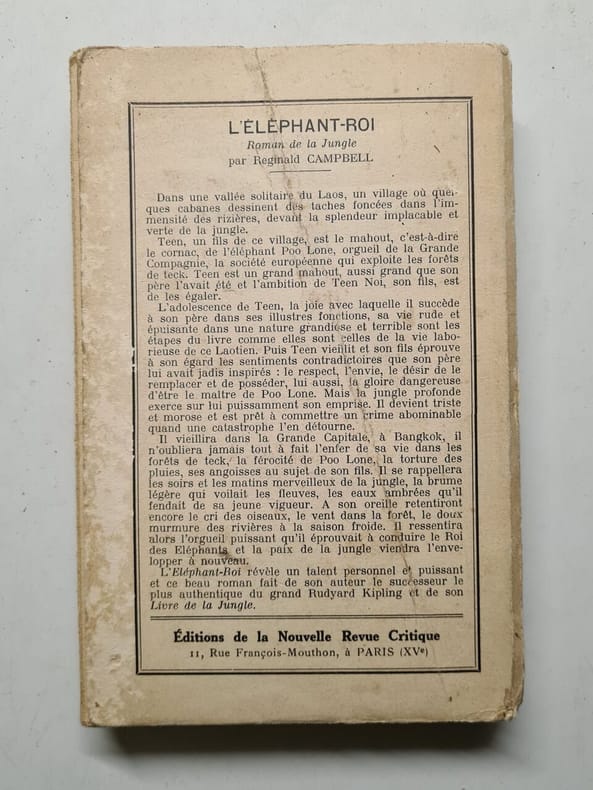 L'ÉLÉPHANT-ROI
Roman de la Jungle
par Reginald CAMPBELL
Dans une vallée solitaire du Laos, un village où quel-
ques cabanes dessinent des taches foncées dans l'im-
mensité des rizières, devant la splendeur implacable et
verte de la jungle.
Teen, un fils de ce village, est le mahout, c'est-à-dire
le cornac, de l'éléphant Poo Lone, orgueil de la Grande
Compagnie, la société européenne qui exploite les forêts
de teck. Teen est un grand mahout, aussi grand que son
père l'avait été et l'ambition de Teen Noi, son fils, est
de les égaler.
L'adolescence de Teen, la joie avec laquelle il succède
à son père dans ses illustres fonctions, sa vie rude et
épuisante dans une nature grandiose et terrible sont les
étapes du livre comme elles sont celles de la vie labo-
rieuse de ce Laotien. Puis Teen vieillit et son fils éprouve
à son égard les sentiments contradictoires que son père
lui avait jadis inspirés : le respect, l'envie, le désir de le
remplacer et de posséder, lui aussi, la gloire dangereuse
d'être le maître de Poo Lone. Mais la jungle profonde
exerce sur lui puissamment son emprise. Il devient triste
et morose et est prêt à commettre un crime abominable
quand une catastrophe l'en détourne.
Il vieillira dans la Grande Capitale, à Bangkok, il
n'oubliera jamais tout à fait l'enfer de sa vie dans les
forêts de teck, la férocité de Poo Lone, la torture des
pluies, ses angoisses au sujet de son fils. Il se rappellera
les soirs et les matins merveilleux de la jungle, la brume
légère qui voilait les fleuves, les eaux ambrées qu'il
fendait de sa jeune vigueur. A son oreille retentiront
encore le cri des oiseaux, le vent dans la forêt, le doux
murmure des rivières à la saison froide. Il ressentira
alors l'orgueil puissant qu'il éprouvait à conduire le Roi
des Eléphants et la paix de la jungle viendra l'enve-
lopper à nouveau.
L'Eléphant-Roi révèle un talent personnel et puissant
et ce beau roman fait de son auteur le successeur le
plus authentique du grand Rudyard Kipling et de son
Livre de la Jungle.
Éditions de la Nouvelle Revue Critique
11, Rue François-Mouthon, à PARIS (XVe)